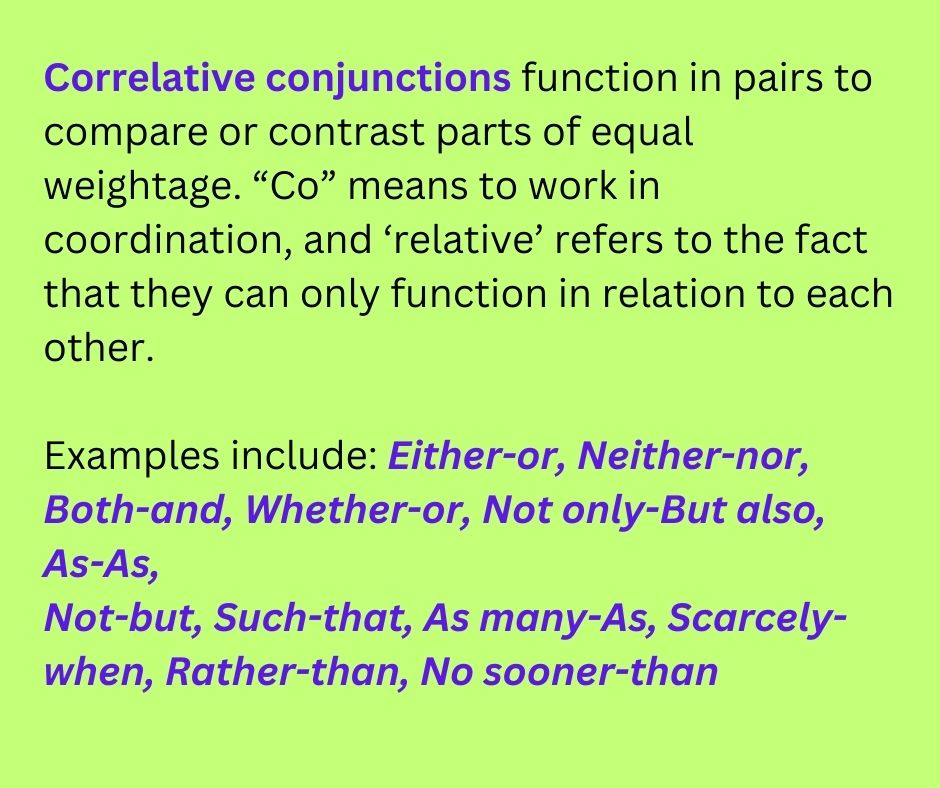 Correlative conjunctions function in pairs to
compare or contrast parts of equal
weightage. “Co” means to work in
coordination, and ‘relative’ refers to the fact
that they can only function in relation to each
other.
Examples include: Either-or, Neither-nor,
Both-and, Whether-or, Not only-But also,
As-As,
Not-but, Such-that, As many-As, Scarcely-
when, Rather-than, No sooner-than